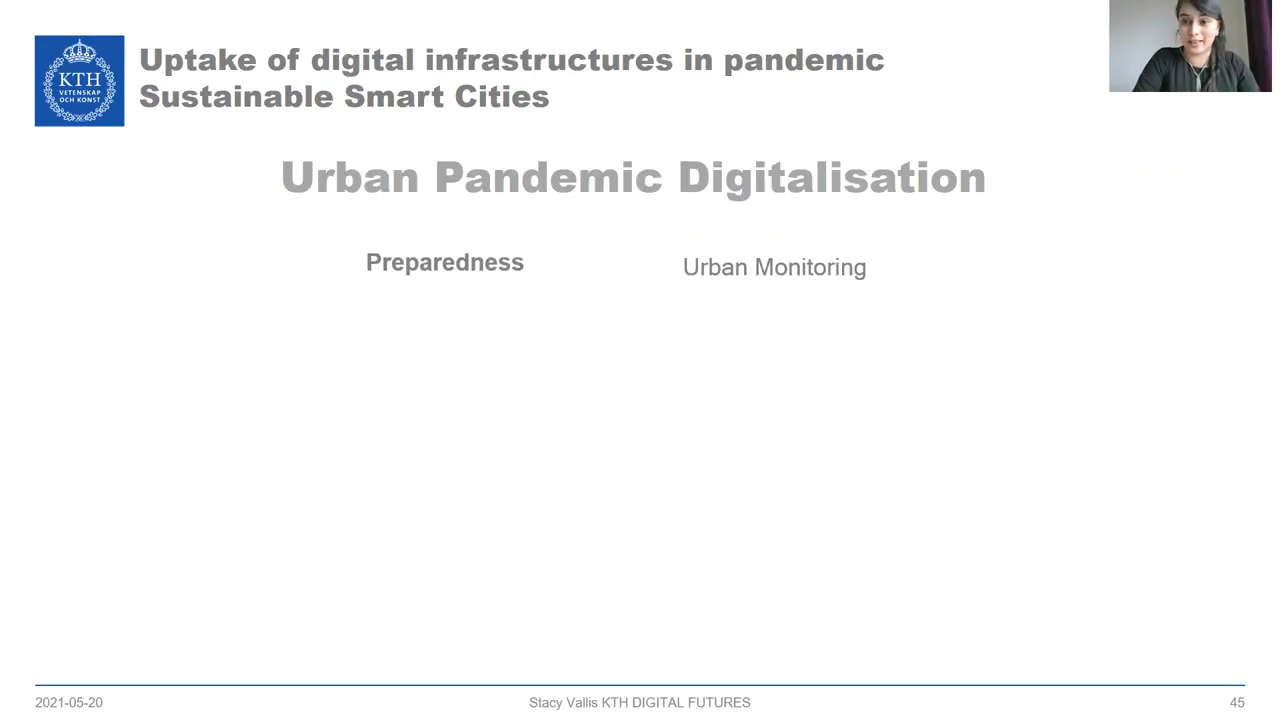 KTH
VETENSKAP
OCH KONST
Uptake of digital infrastructures in pandemic
Sustainable Smart Cities
Urban Pandemic Digitalisation
Preparedness
Urban Monitoring
2021-05-20
Stacy Vallis KTH DIGITAL FUTURES
45